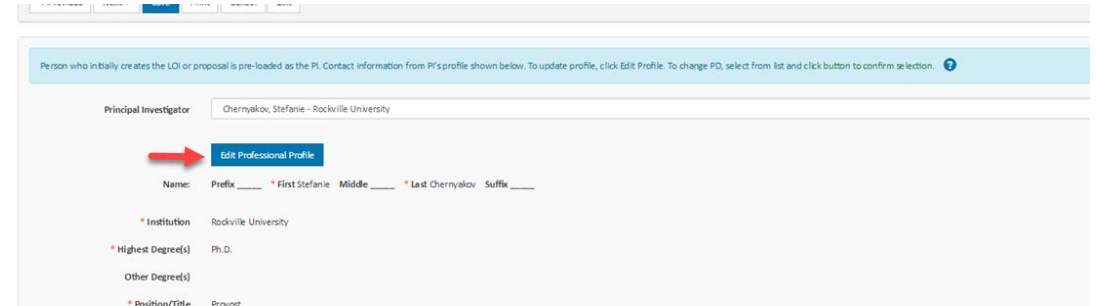 Person who initially creates the LOI or proposal is pre-loaded as the PI. Contact information from PI's profile shown below. To update profile, click Edit Profile. To change PD, select from list and click button to confirm selection. ?
Principal Investigator Chernyakov, Stefanie - Rockville University
Edit Professional Profile
Name: Prefix _____ * First Stefanie Middle _____ * Last Chernyakov Suffix _____
* Institution Rockville University
* Highest Degree(s) Ph.D.
Other Degree(s)
* Position/Title Provost